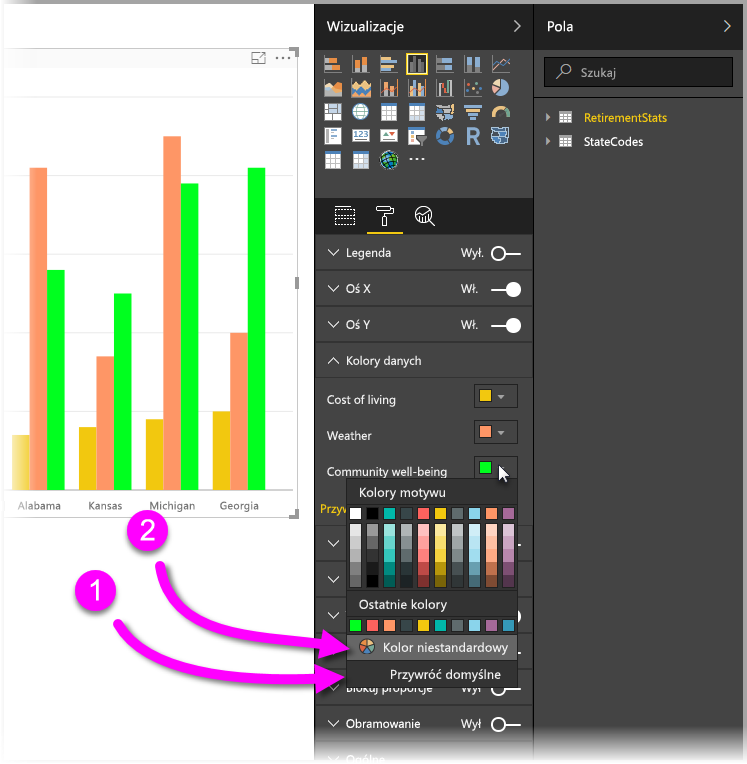 Wizualizacje
Pola
Szukaj
RetirementStats
StateCodes
123
R
Legenda Wył.
Oś X Wł.
Oś Y Wł.
Kolory danych
Cost of living
Weather
Community well-being
Alabama Kansas Michigan Georgia
Kolory motywu
Przyw
2
1
Ostatnie kolory
Kolor niestandardowy
Przywróć domyślne
Blokuj proporcje Wył
Obramowanie Wył
Ogólne